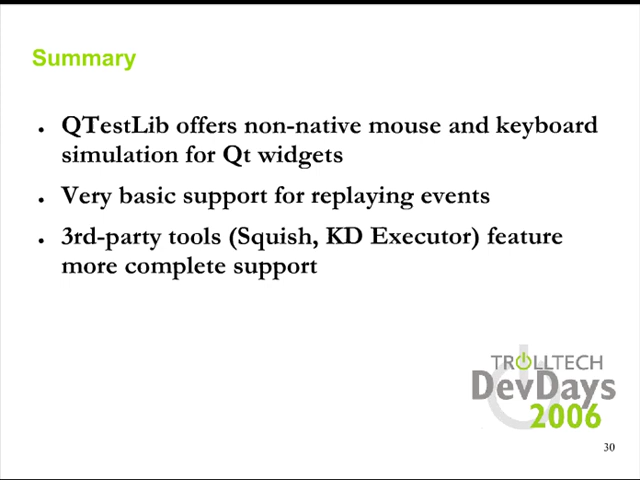 Summary
• QTestLib offers non-native mouse and keyboard
simulation for Qt widgets
• Very basic support for replaying events
• 3rd-party tools (Squish, KD Executor) feature
more complete support
TROLLTECH
DevDays
2006
30